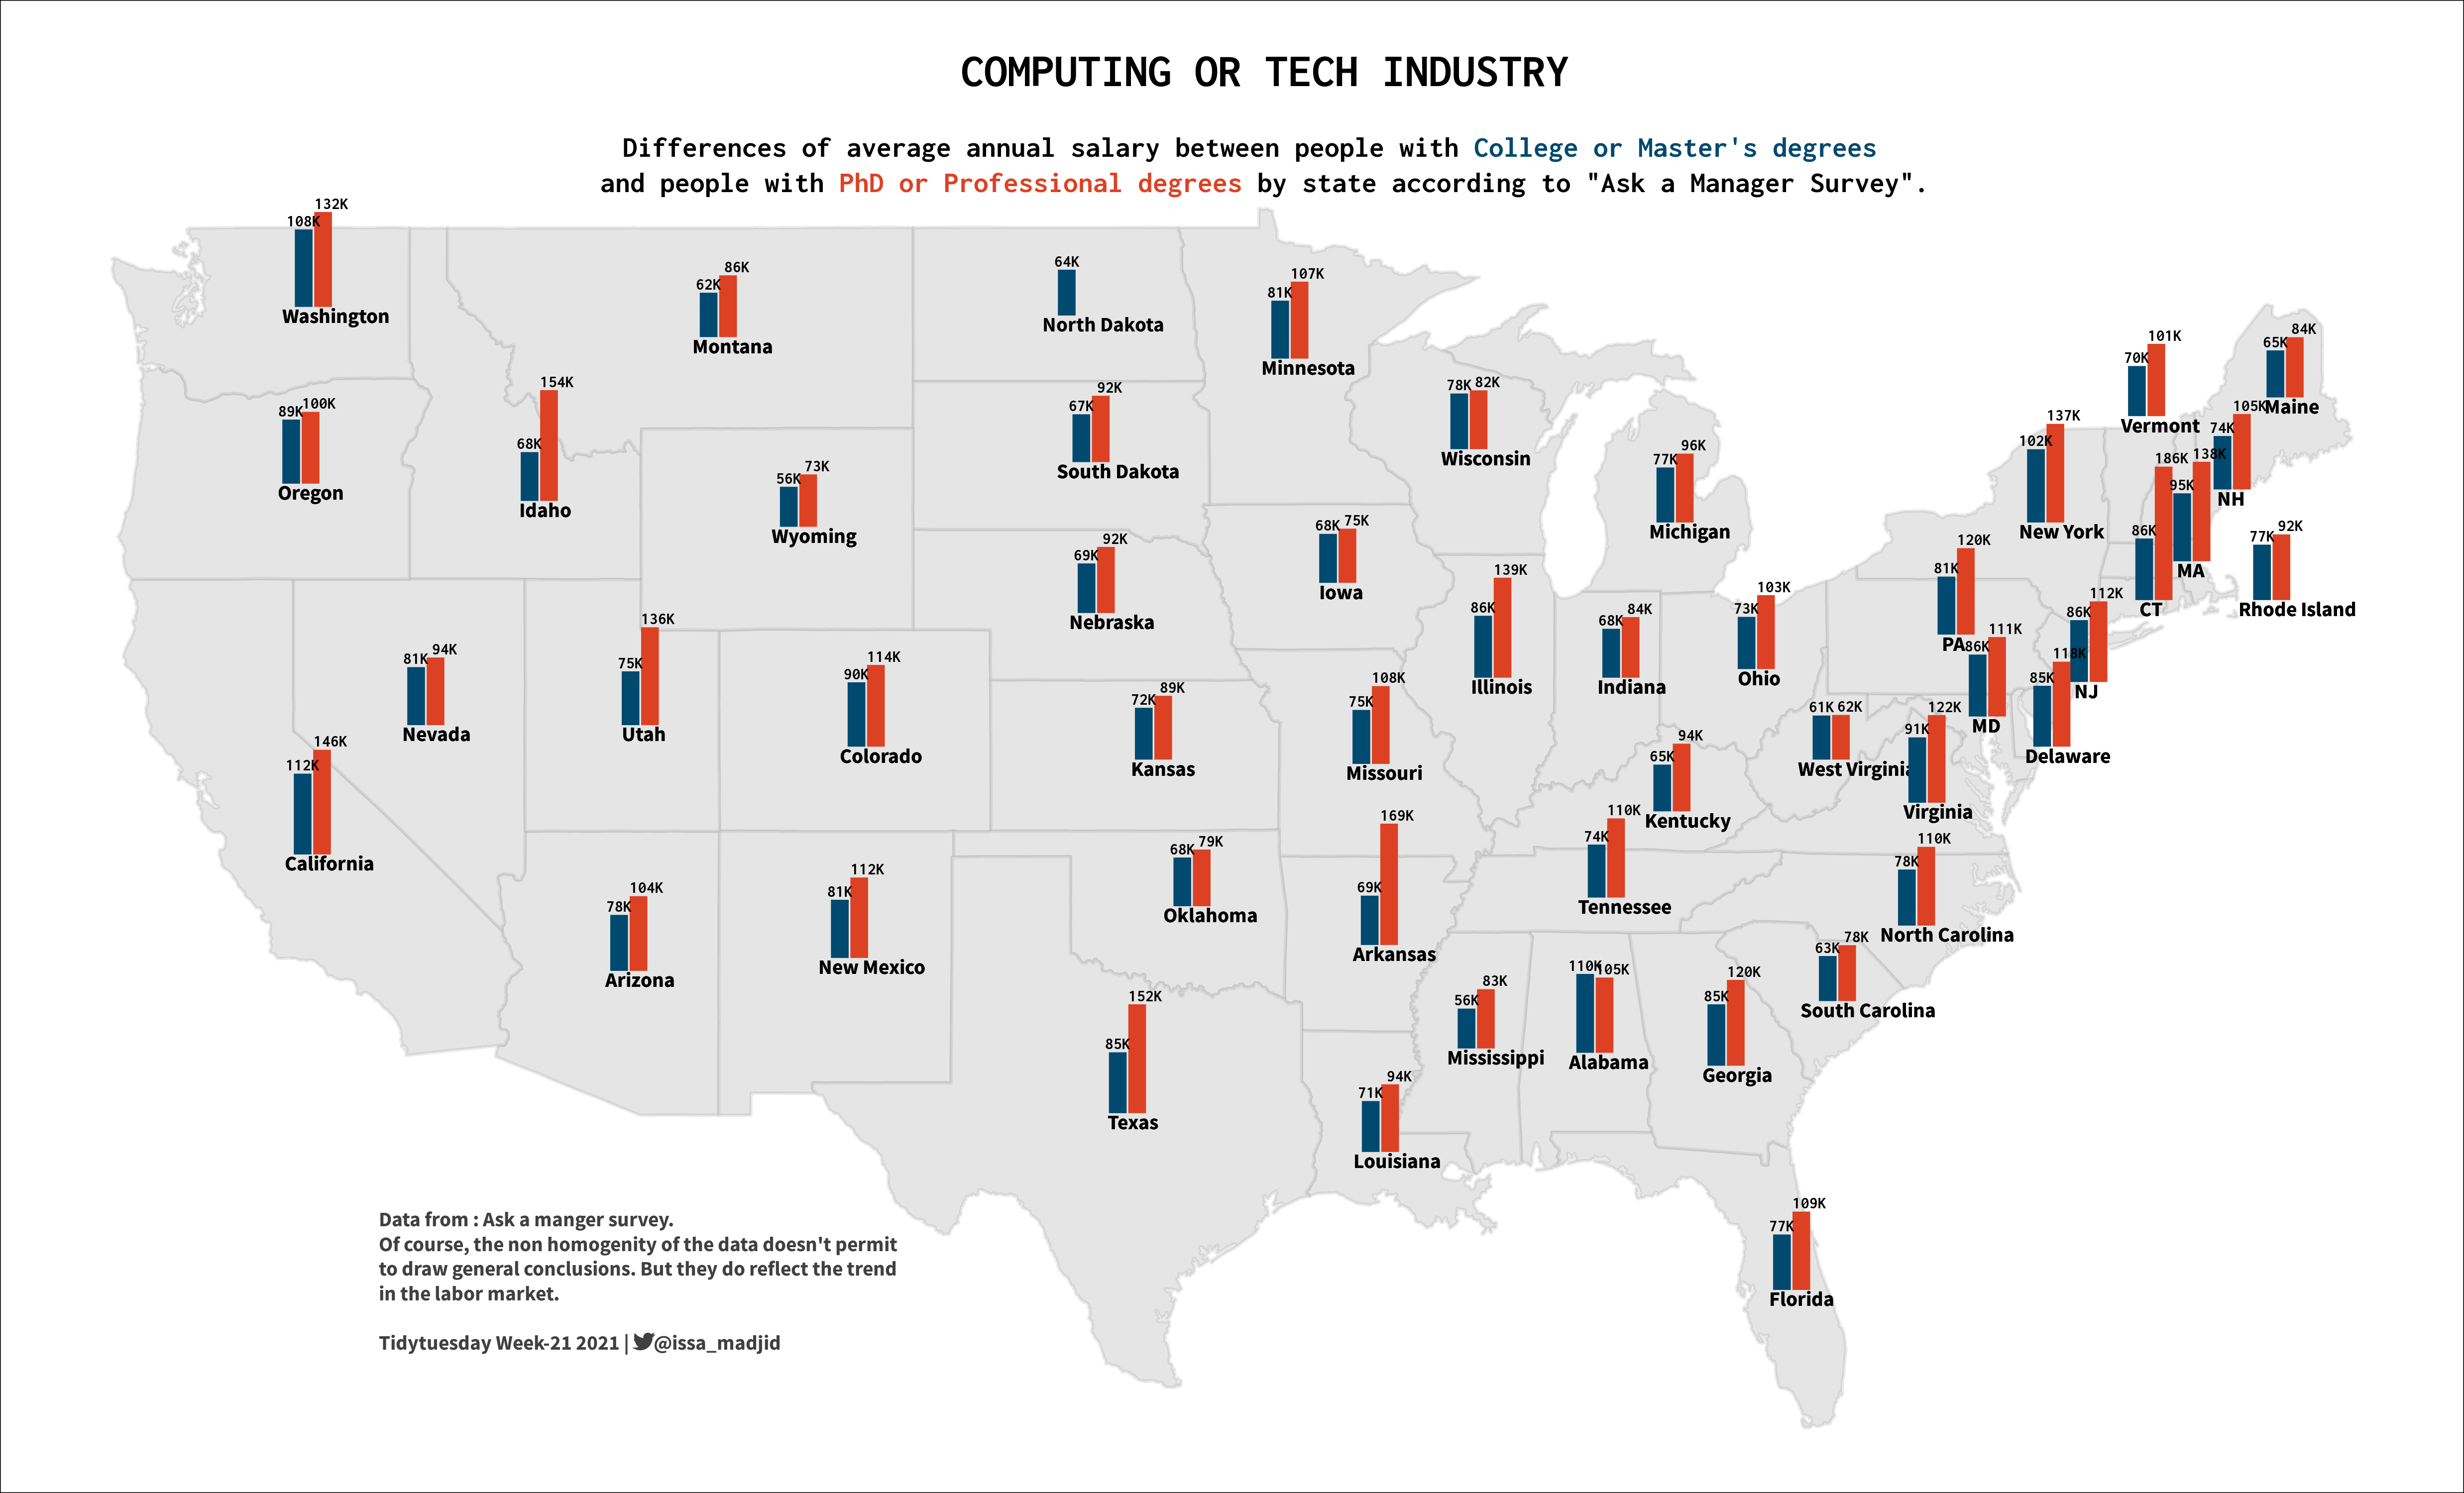 COMPUTING OR TECH INDUSTRY
Differences of average annual salary between people with College or Master's degrees
and people with PhD or Professional degrees by state according to "Ask a Manager Survey".
108K 132K
Washington
62K 86K
Montana
64K
North Dakota
81K 107K
Minnesota
89K 100K
Oregon
68K 154K
Idaho
56K 73K
Wyoming
67K 92K
South Dakota
78K 82K
Wisconsin
77K 96K
Michigan
70K 101K
Vermont
65K 84K
Maine
102K 137K
New York
74K 105K
NH
95K 138K
MA
86K 186K
CT
77K 92K
Rhode Island
69K 92K
Nebraska
68K 75K
Iowa
86K 139K
Illinois
68K 84K
Indiana
73K 103K
Ohio
81K 120K
PA
86K 112K
NJ
86K 111K
MD
85K 118K
Delaware
81K 94K
Nevada
75K 136K
Utah
90K 114K
Colorado
72K 89K
Kansas
75K 108K
Missouri
65K 94K
Kentucky
61K 62K
West Virginia
91K 122K
Virginia
112K 146K
California
78K 104K
Arizona
81K 112K
New Mexico
68K 79K
Oklahoma
69K 169K
Arkansas
74K 110K
Tennessee
78K 110K
North Carolina
63K 78K
South Carolina
85K 152K
Texas
71K 94K
Louisiana
56K 83K
Mississippi
110K 105K
Alabama
85K 120K
Georgia
77K 109K
Florida
Data from : Ask a manger survey.
Of course, the non homogenity of the data doesn't permit
to draw general conclusions. But they do reflect the trend
in the labor market.
Tidytuesday Week-21 2021 | @issa_madjid